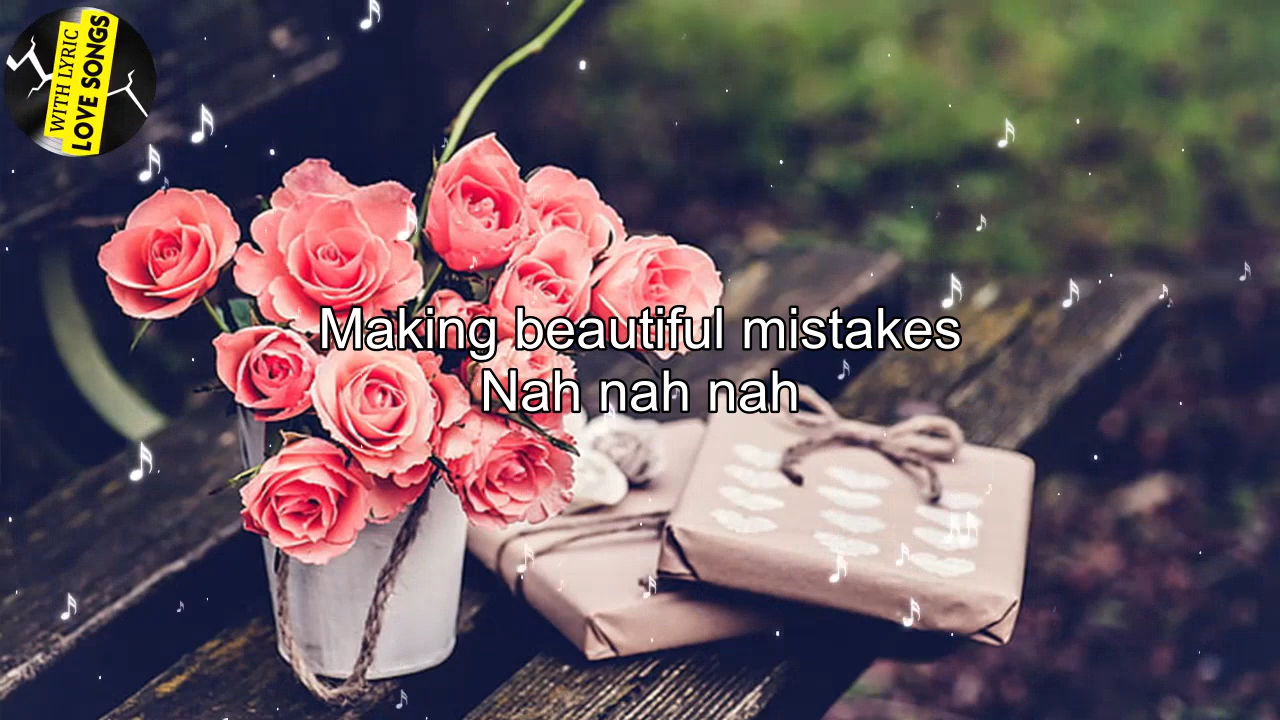 WITH LYRIC
LOVE SONGS
Making beautiful mistakes
Nah nah nah